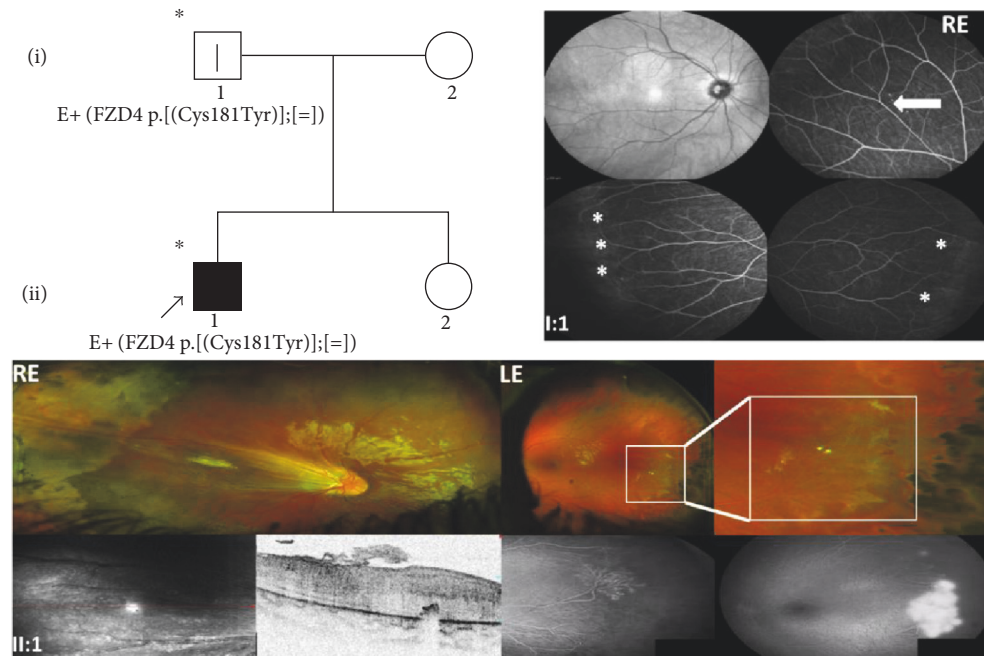 *
(i)
1
2
E+ (FZD4 p.[(Cys181Tyr)];[=])
*
(ii)
1
2
E+ (FZD4 p.[(Cys181Tyr)];[=])
RE
*
*
*
*
*
I:1
RE
LE
II:1